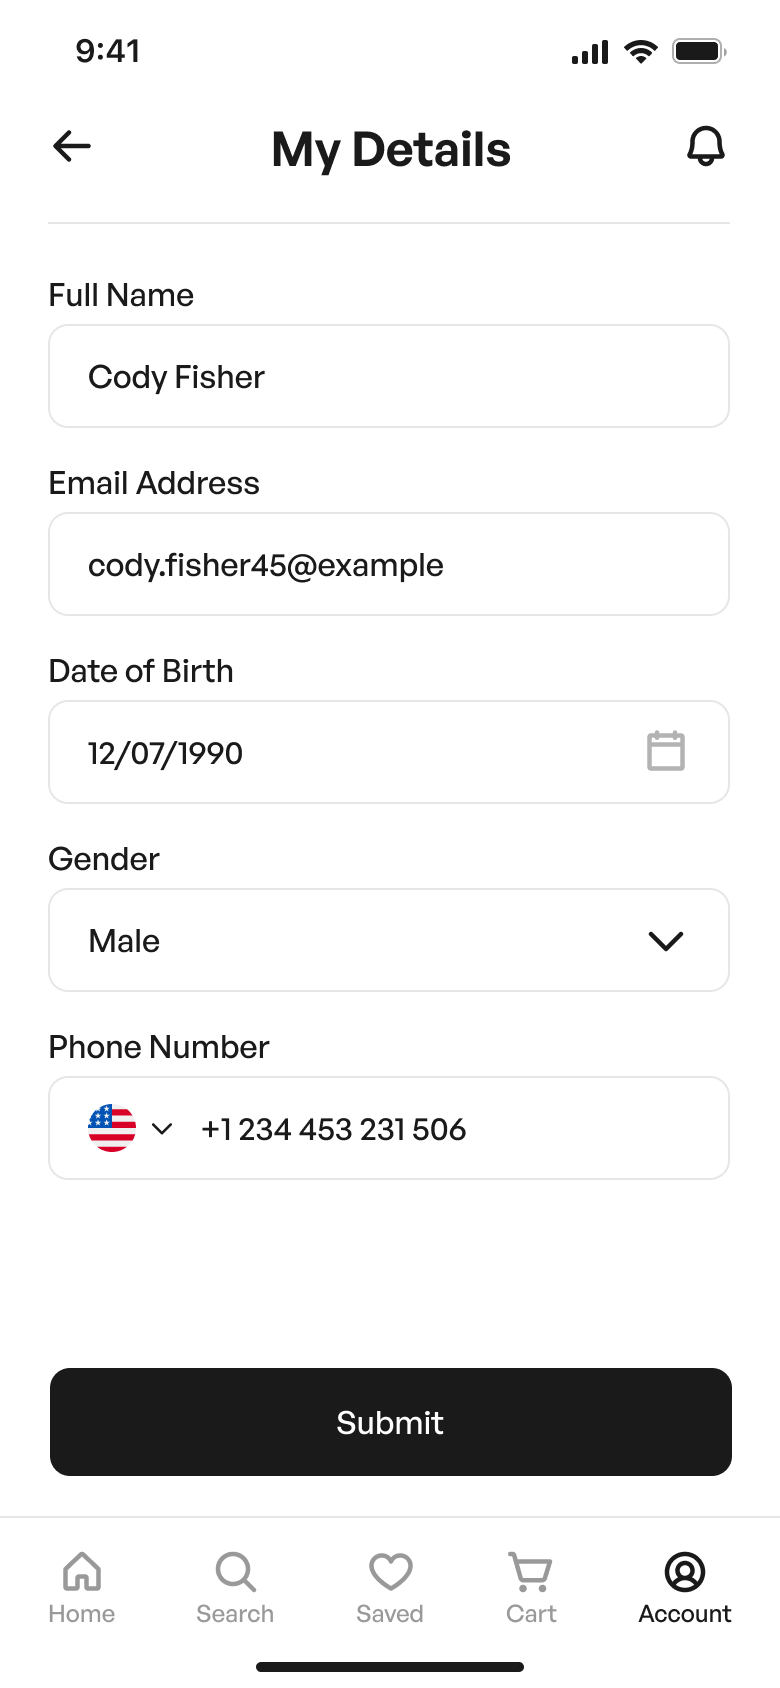 9:41
My Details
Full Name
Cody Fisher
Email Address
cody.fisher45@example
Date of Birth
12/07/1990
Gender
Male
Phone Number
+1 234 453 231 506
Submit
Home
Search
Saved
Cart
Account